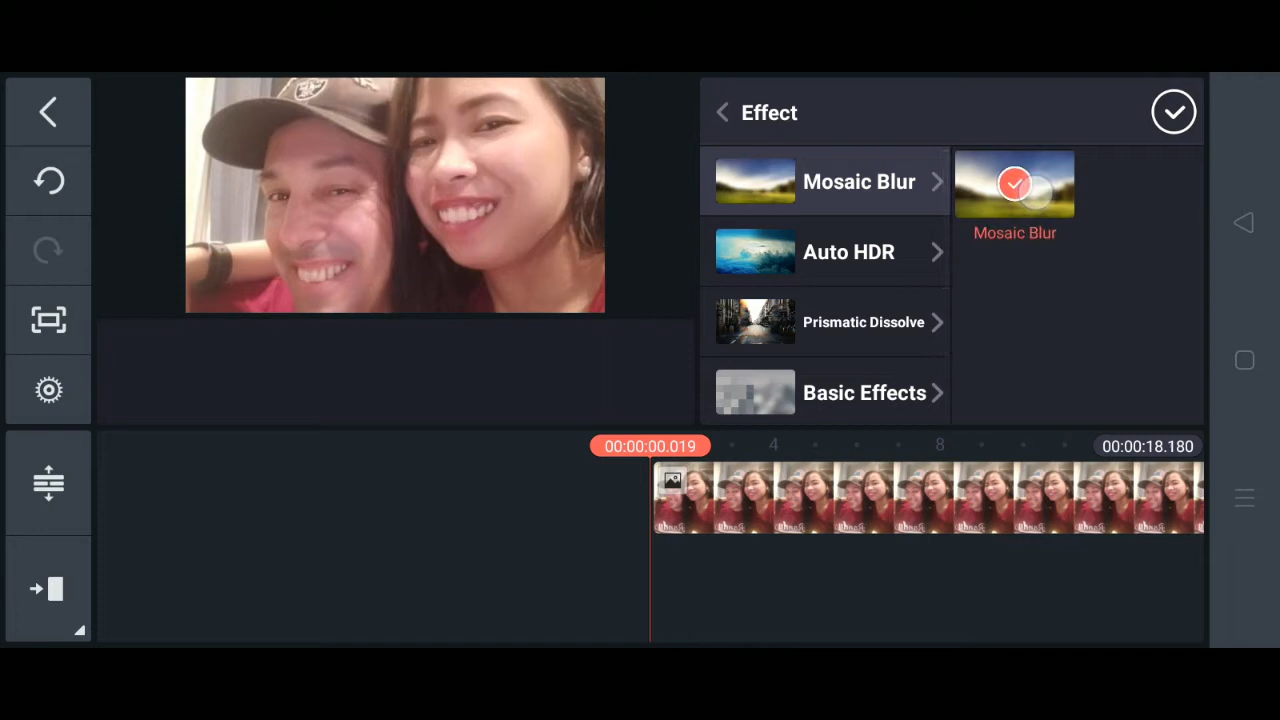 Effect
Mosaic Blur
Mosaic Blur
Auto HDR
Prismatic Dissolve
Basic Effects
00:00:00.019
4
8
00:00:18.180